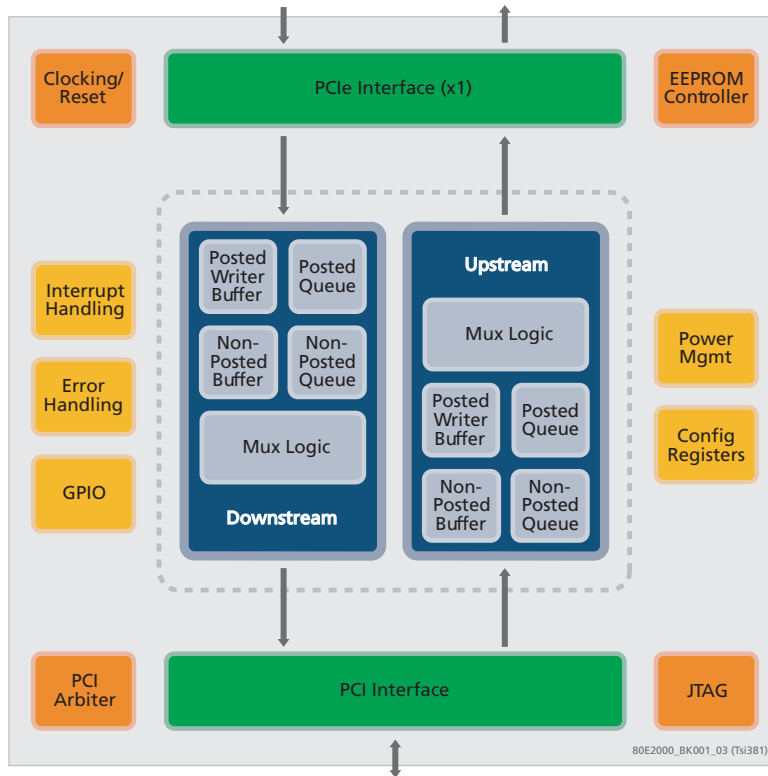 Clocking/
Reset
PCIe Interface (x1)
EEPROM
Controller
Posted
Writer
Buffer
Posted
Queue
Non-
Posted
Buffer
Non-
Posted
Queue
Mux Logic
Downstream
Upstream
Mux Logic
Posted
Writer
Buffer
Posted
Queue
Non-
Posted
Buffer
Non-
Posted
Queue
Interrupt
Handling
Error
Handling
GPIO
Power
Mgmt
Config
Registers
PCI
Arbiter
PCI Interface
JTAG
80E2000_BK001_03 (Tsi381)